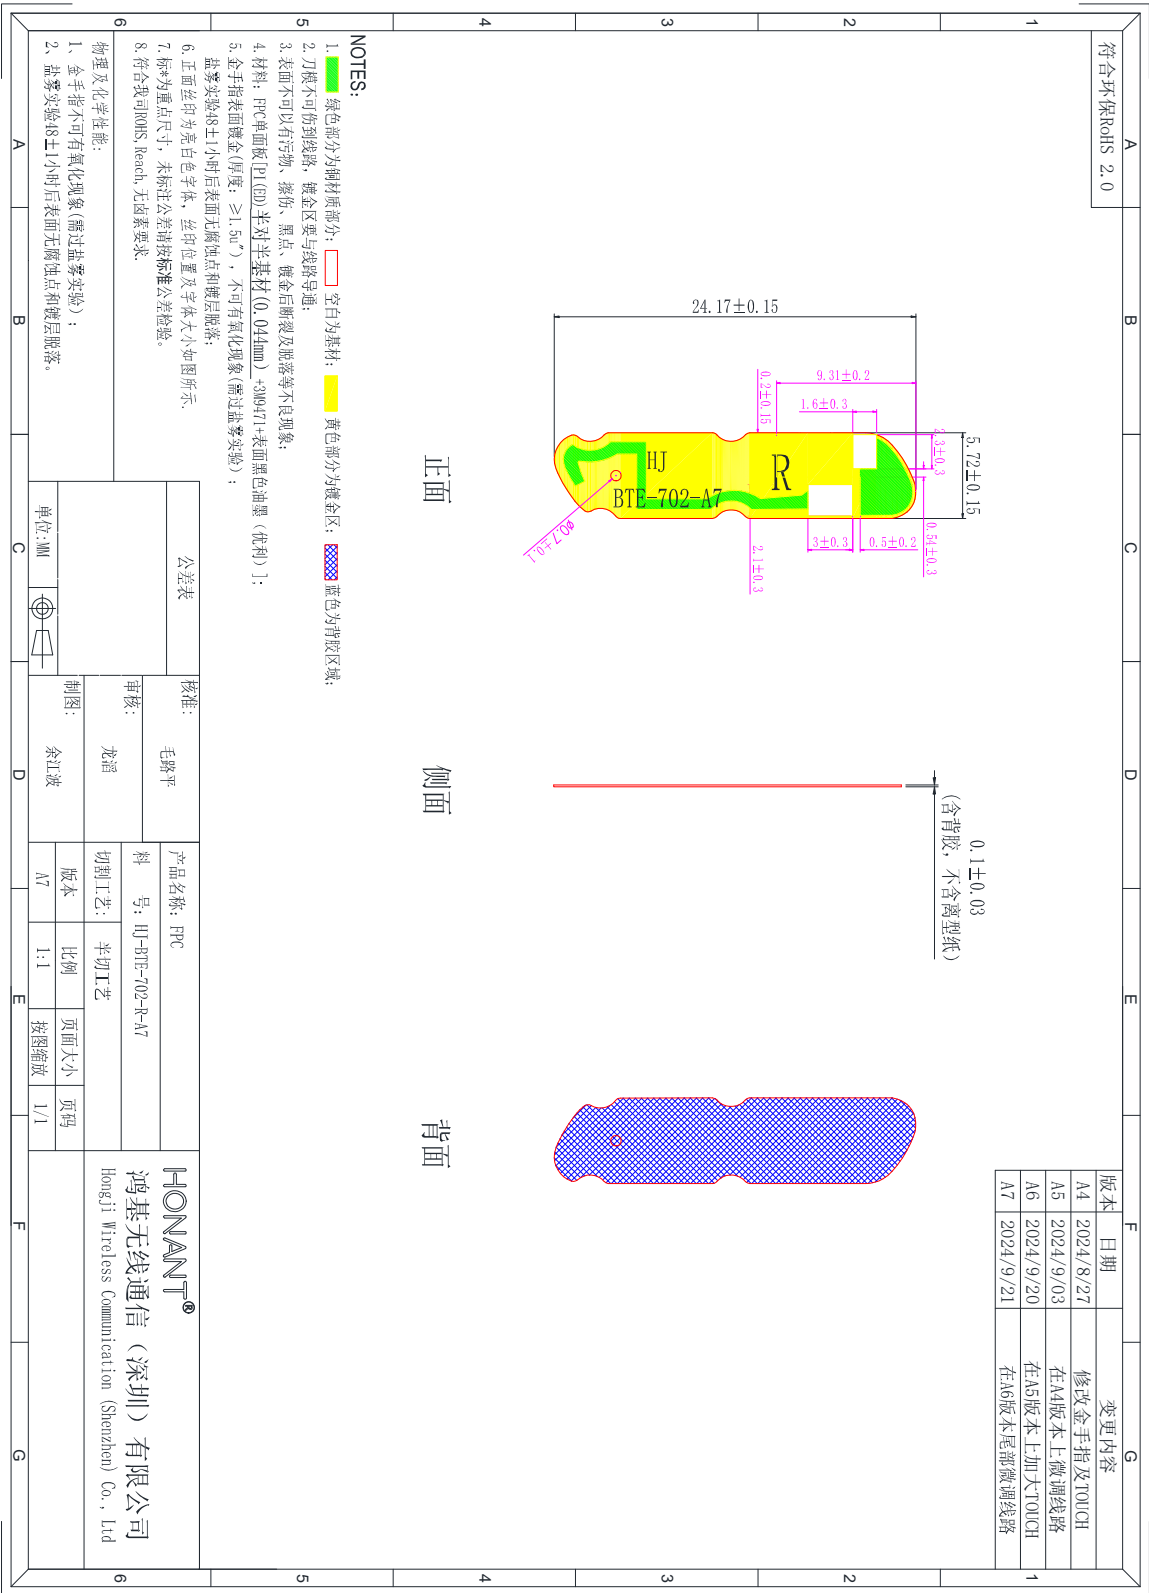 符合环保RoHS 2.0
A
B
C
D
E
F
G
1
2
3
4
5
6
版本 日期 变更内容
A4 2024/8/27 修改金手指及TOUCH
A5 2024/9/03 在A4版本上微调线路
A6 2024/9/20 在A5版本上加大TOUCH
A7 2024/9/21 在A6版本尾部微调线路
24.17±0.15
9.31±0.2
0.2±0.15
1.6±0.3
2.3±0.3
5.72±0.15
0.54±0.3
0.5±0.2
3±0.3
2.1±0.3
ø0.7±0.1
R
HJ
BTE-702-A7
0.1±0.03
(含背胶，不含离型纸)
正面
侧面
背面
NOTES:
1. 绿色部分为铜材质部分; 空白为基材; 黄色部分为镀金区; 蓝色为背胶区域;
2. 刀模不可伤到线路，镀金区要与线路导通;
3. 表面不可以有污物、擦伤、黑点、镀金后断裂及脱落等不良现象;
4. 材料: FPC单面板[PI(ED)半对半基材(0.044mm)+3M9471+表面黑色油墨(优利)];
5. 金手指表面镀金(厚度: ≥1.5u"), 不可有氧化现象(需过盐雾实验);
盐雾实验48±1小时后表面无腐蚀点和镀层脱落;
6. 正面丝印为亮白色字体, 丝印位置及字体大小如图所示.
7. 标*为重点尺寸, 未标注公差请按标准公差检验。
8. 符合我司ROHS, Reach, 无卤素要求.
物理及化学性能:
1、金手指不可有氧化现象(需过盐雾实验);
2、盐雾实验48±1小时后表面无腐蚀点和镀层脱落。
公差表
单位:MM
核准: 毛路平
审核: 龙滔
制图: 余江波
产品名称: FPC
料 号: HJ-BTE-702-R-A7
切割工艺: 半切工艺
版本 比例 页面大小 页码
A7 1:1 按图缩放 1/1
HONANT®
鸿基无线通信（深圳）有限公司
Hongji Wireless Communication (Shenzhen) Co., Ltd
A
B
C
D
E
F
G
1
2
3
4
5
6